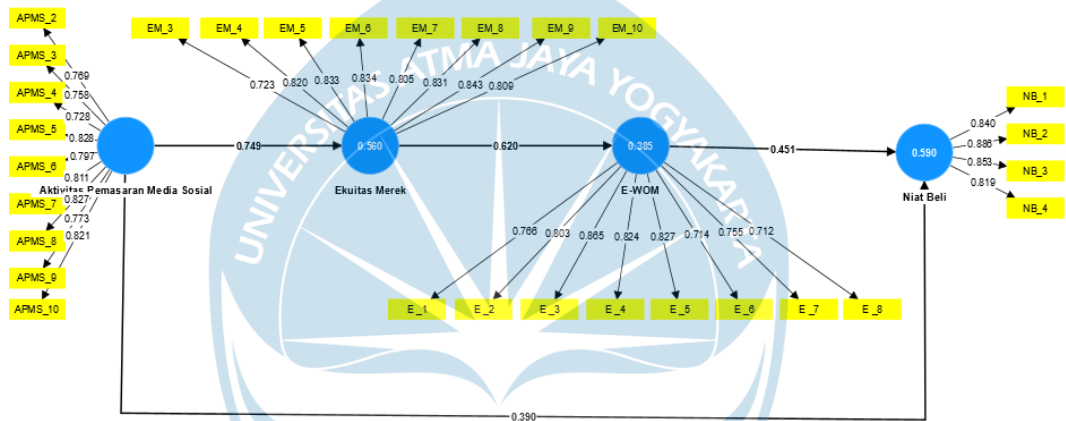 APMS_2
APMS_3
APMS_4
APMS_5
APMS_6
APMS_7
APMS_8
APMS_9
APMS_10
0.769
0.758
0.728
0.828
0.797
0.811
0.827
0.773
0.821
Aktivitas Pemasaran Media Sosial
EM_3 EM_4 EM_5 EM_6 EM_7 EM_8 EM_9 EM_10
0.723 0.820 0.833 0.834 0.805 0.831 0.843 0.809
0.749
0.560
Ekuitas Merek
0.620
0.385
E-WOM
0.766 0.803 0.865 0.824 0.827 0.714 0.755 0.712
E_1 E_2 E_3 E_4 E_5 E_6 E_7 E_8
0.451
0.590
Niat Beli
0.840
0.886
0.853
0.819
NB_1
NB_2
NB_3
NB_4
0.390
UNIVERSITAS ATMA JAYA YOGYAKARTA